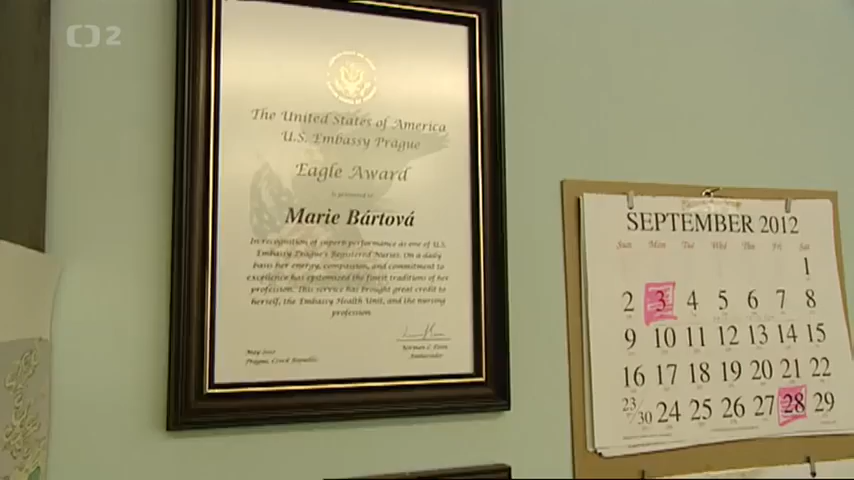 2
The United States of America
U.S. Embassy Prague
Eagle Award
is presented to
Marie Bártová
In recognition of superb performance as one of U.S.
Embassy Prague's Registered Nurses. On a daily
basis her energy, compassion, and commitment to
excellence has epitomized the finest traditions of her
profession. This service has brought great credit to
herself, the Embassy Health Unit, and the nursing
profession.
Norman L. Eisen
Ambassador
May
Prague, Czech Republic
SEPTEMBER 2012
SUN MON TUE WED THU FRI SAT
1
2 3 4 5 6 7 8
9 10 11 12 13 14 15
16 17 18 19 20 21 22
23/30 24 25 26 27 28 29